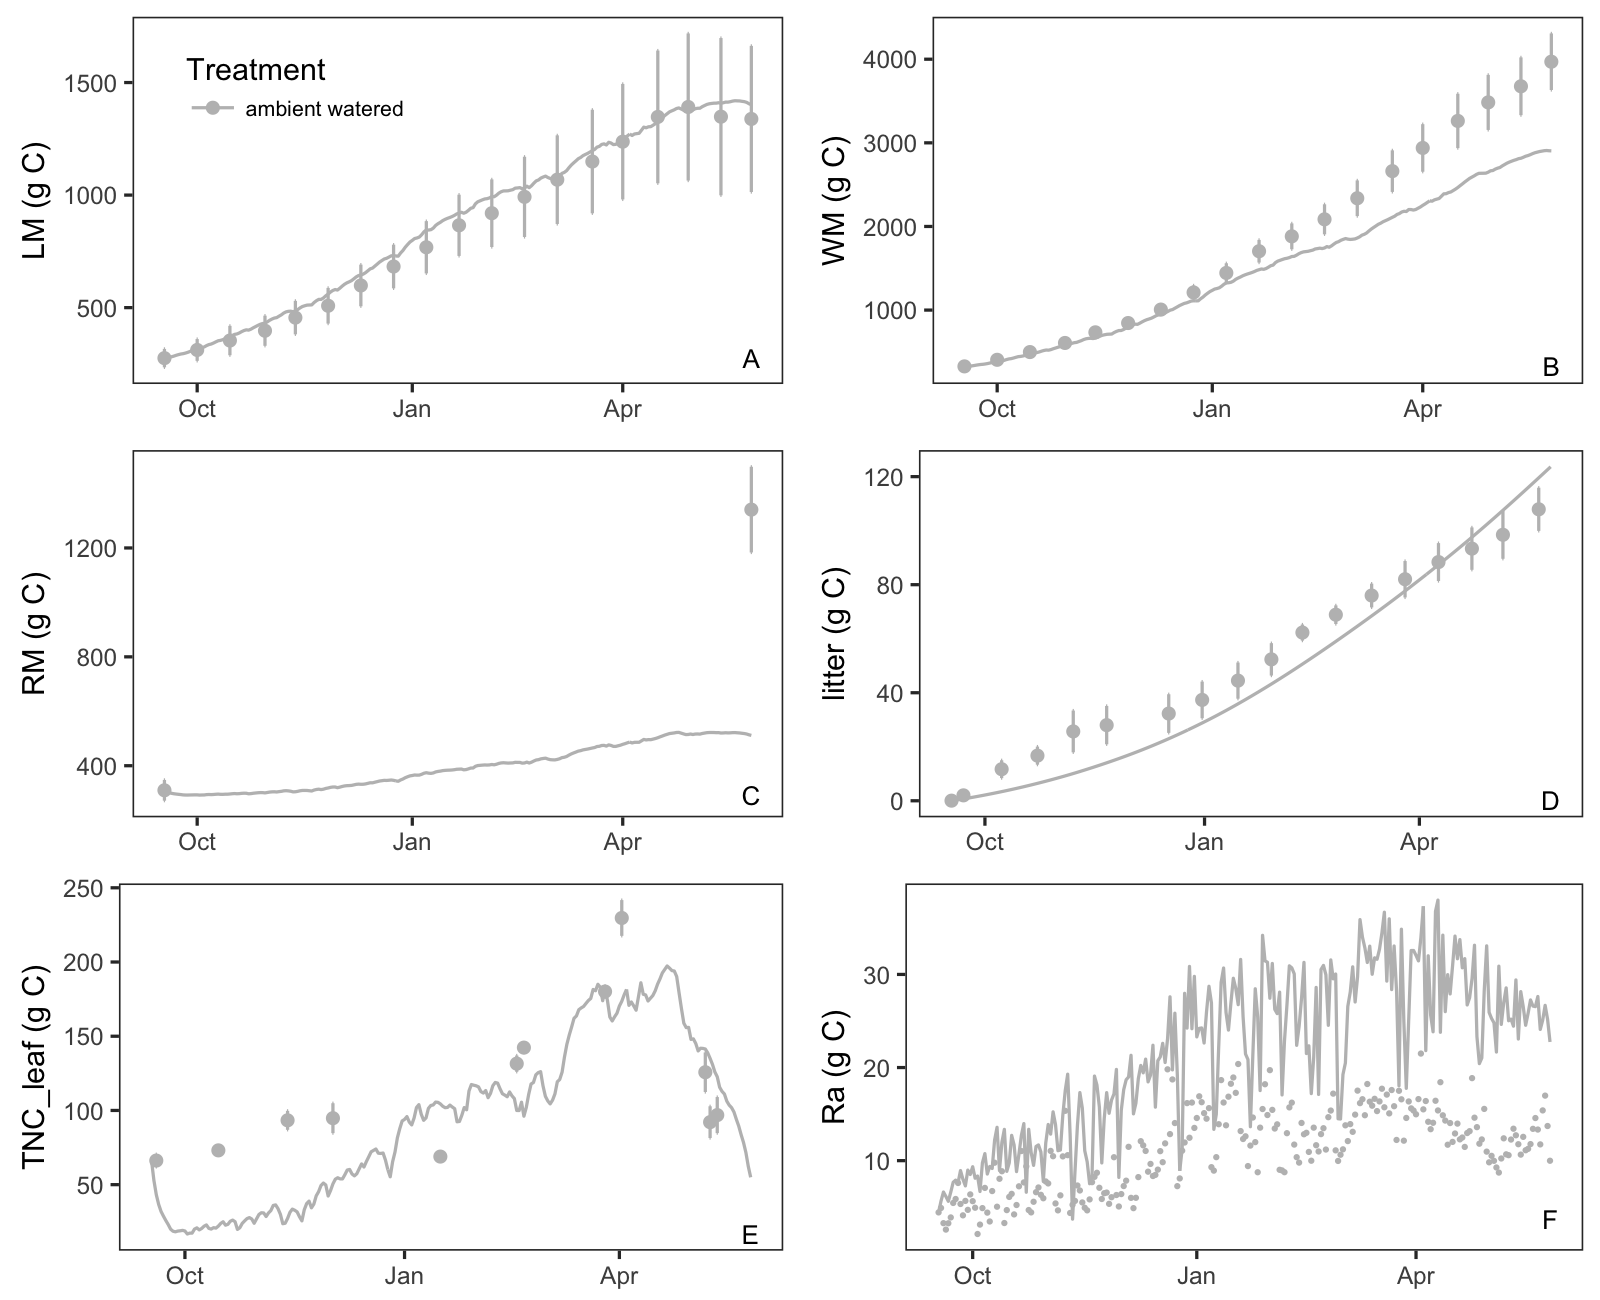 LM (g C)
1500
1000
500
Treatment
ambient watered
A
Oct
Jan
Apr
WM (g C)
4000
3000
2000
1000
B
Oct
Jan
Apr
RM (g C)
1200
800
400
C
Oct
Jan
Apr
litter (g C)
120
80
40
0
D
Oct
Jan
Apr
TNC_leaf (g C)
250
200
150
100
50
E
Oct
Jan
Apr
Ra (g C)
30
20
10
F
Oct
Jan
Apr